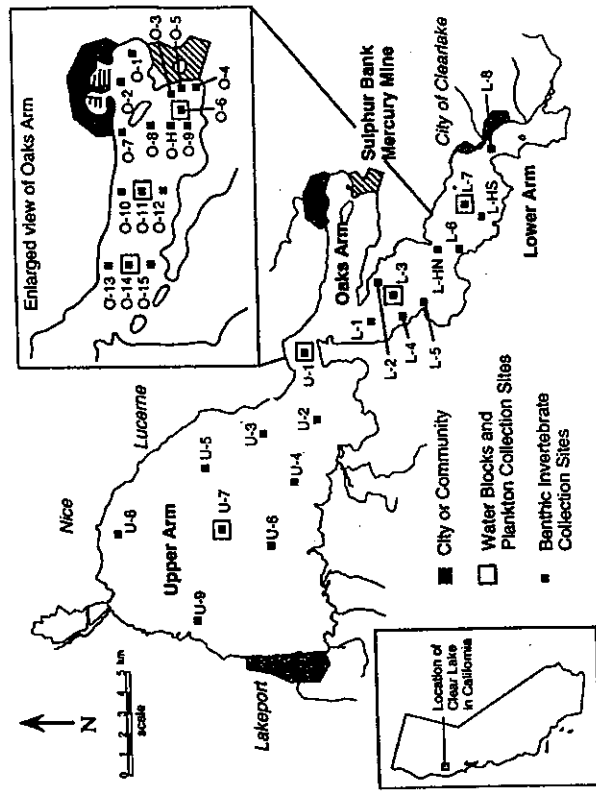 N
0 1 2 3 4 5 km
scale
Nice
Lucerne
Upper Arm
Lakeport
U-8
U-9
U-5
U-7
U-3
U-6
U-4
U-2
U-1
Enlarged view of Oaks Arm
O-13
O-14
O-15
O-10
O-11
O-12
O-7
O-8
O-H
O-9
O-2
O-1
O-3
O-5
O-4
O-6
Oaks Arm
Sulphur Bank
Mercury Mine
City of Clearlake
L-1
L-2
L-3
L-4
L-5
L-HN
L-6
L-7
L-HS
L-8
Lower Arm
City or Community
Water Blocks and
Plankton Collection Sites
Benthic Invertebrate
Collection Sites
Location of
Clear Lake
in California